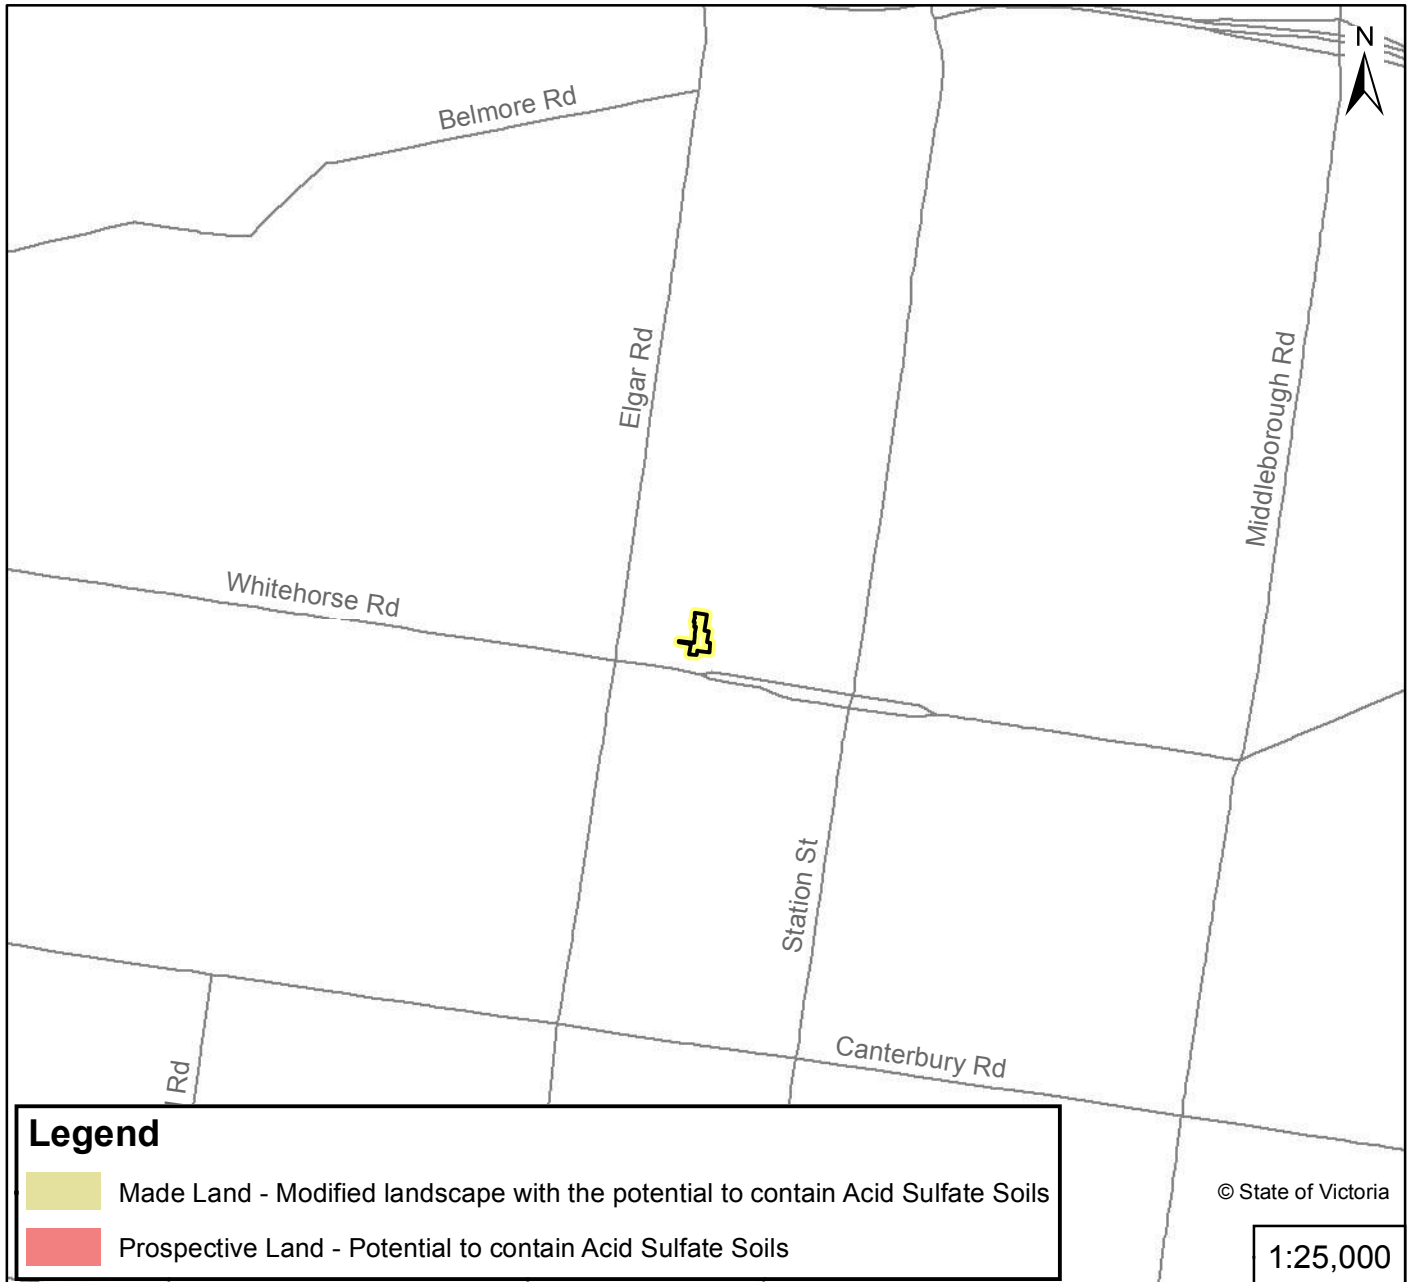 N
Belmore Rd
Elgar Rd
Middleborough Rd
Whitehorse Rd
Station St
Canterbury Rd
Rd
Legend
Made Land - Modified landscape with the potential to contain Acid Sulfate Soils
Prospective Land - Potential to contain Acid Sulfate Soils
© State of Victoria
1:25,000